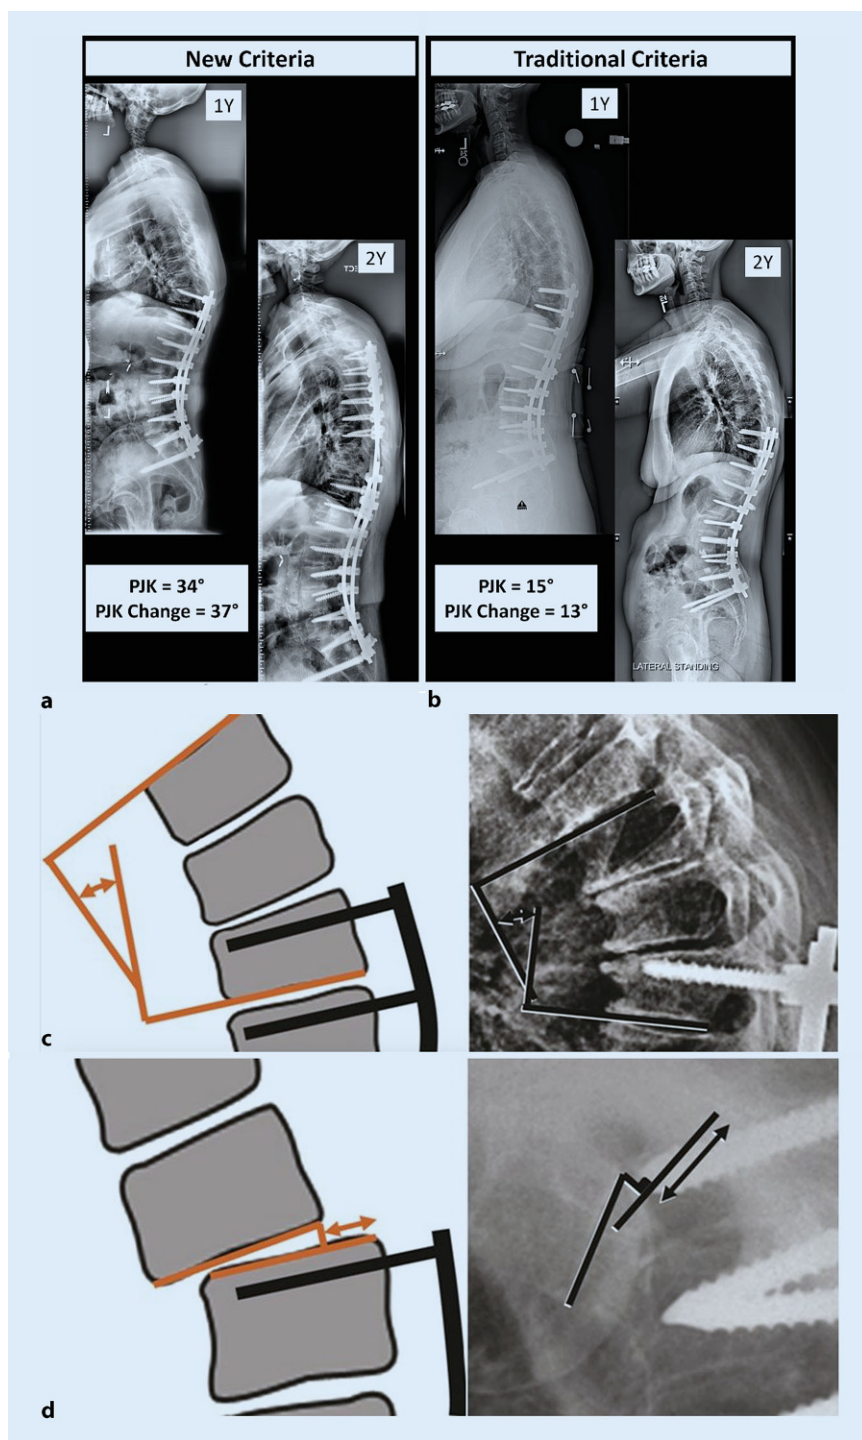 New Criteria
Traditional Criteria
1Y
1Y
2Y
2Y
PJK = 34°
PJK Change = 37°
PJK = 15°
PJK Change = 13°
LATERAL STANDING
a
b
c
d